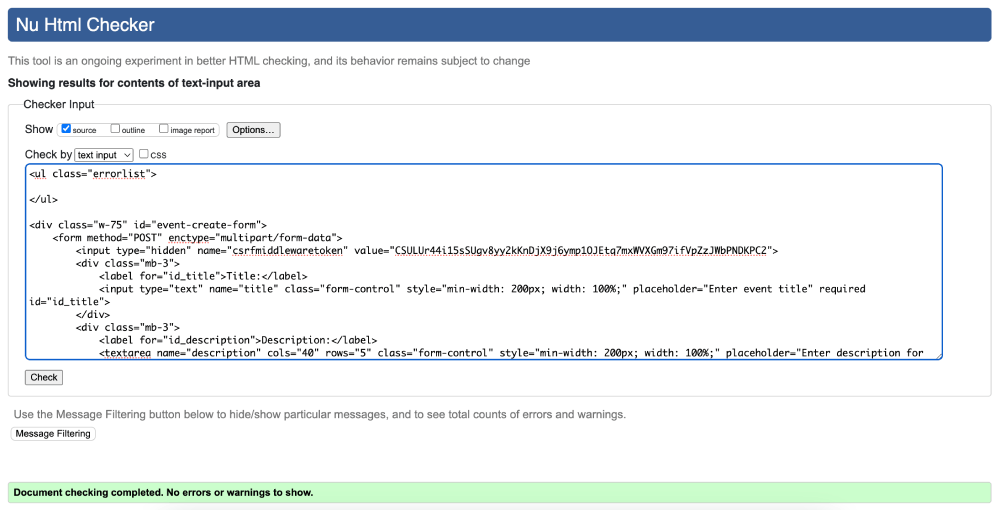 Nu Html Checker
This tool is an ongoing experiment in better HTML checking, and its behavior remains subject to change
Showing results for contents of text-input area
Checker Input
Show source outline image report Options...
Check by text input css
<ul class="errorlist">
</ul>
<div class="w-75" id="event-create-form">
<form method="POST" enctype="multipart/form-data">
<input type="hidden" name="csrfmiddlewaretoken" value="CSULUr44i15sSUgv8yy2kKnDjX9j6ymp1OJEtq7mxWVXGm97ifVpZzJWbPNDKPC2">
<div class="mb-3">
<label for="id_title">Title:</label>
<input type="text" name="title" class="form-control" style="min-width: 200px; width: 100%;" placeholder="Enter event title" required
id="id_title">
</div>
<div class="mb-3">
<label for="id_description">Description:</label>
<textarea name="description" cols="40" rows="5" class="form-control" style="min-width: 200px; width: 100%;" placeholder="Enter description for
Check
Use the Message Filtering button below to hide/show particular messages, and to see total counts of errors and warnings.
Message Filtering
Document checking completed. No errors or warnings to show.